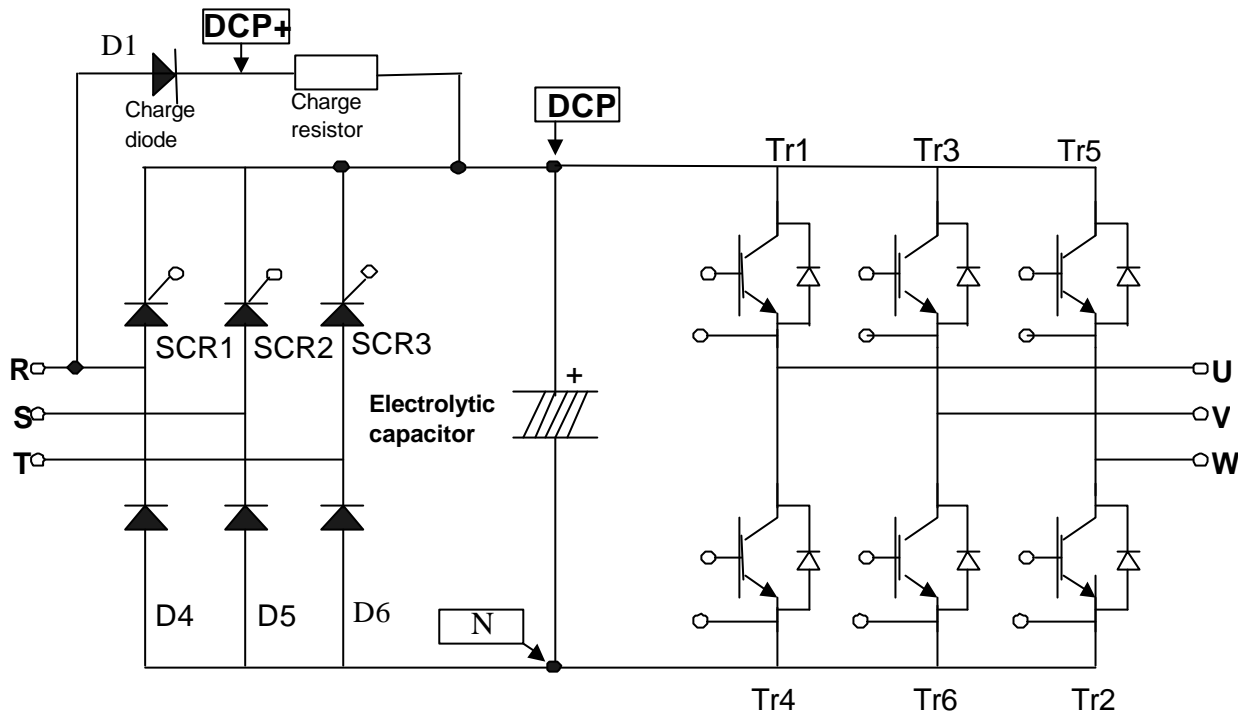 DCP+
D1
Charge
diode
Charge
resistor
DCP
Tr1
Tr3
Tr5
SCR1
SCR2
SCR3
R
S
T
+
Electrolytic
capacitor
U
V
W
D4
D5
D6
N
Tr4
Tr6
Tr2